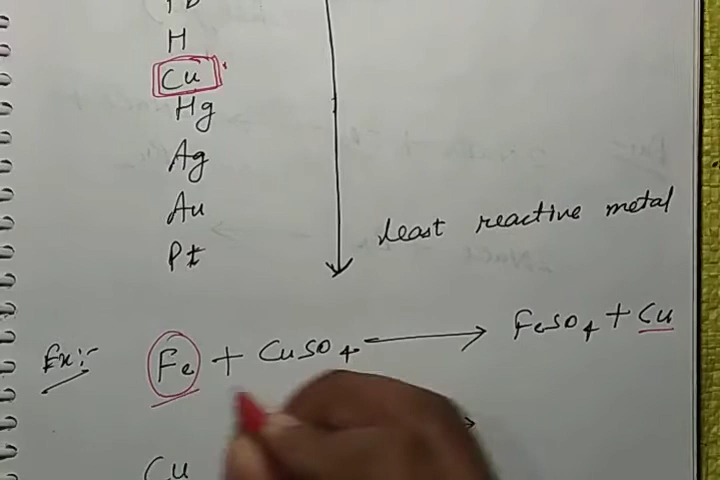 H
Cu
Hg
Ag
Au
Pt
least reactive metal
Ex:-
Fe + CuSO4 → FeSO4 + Cu
Cu